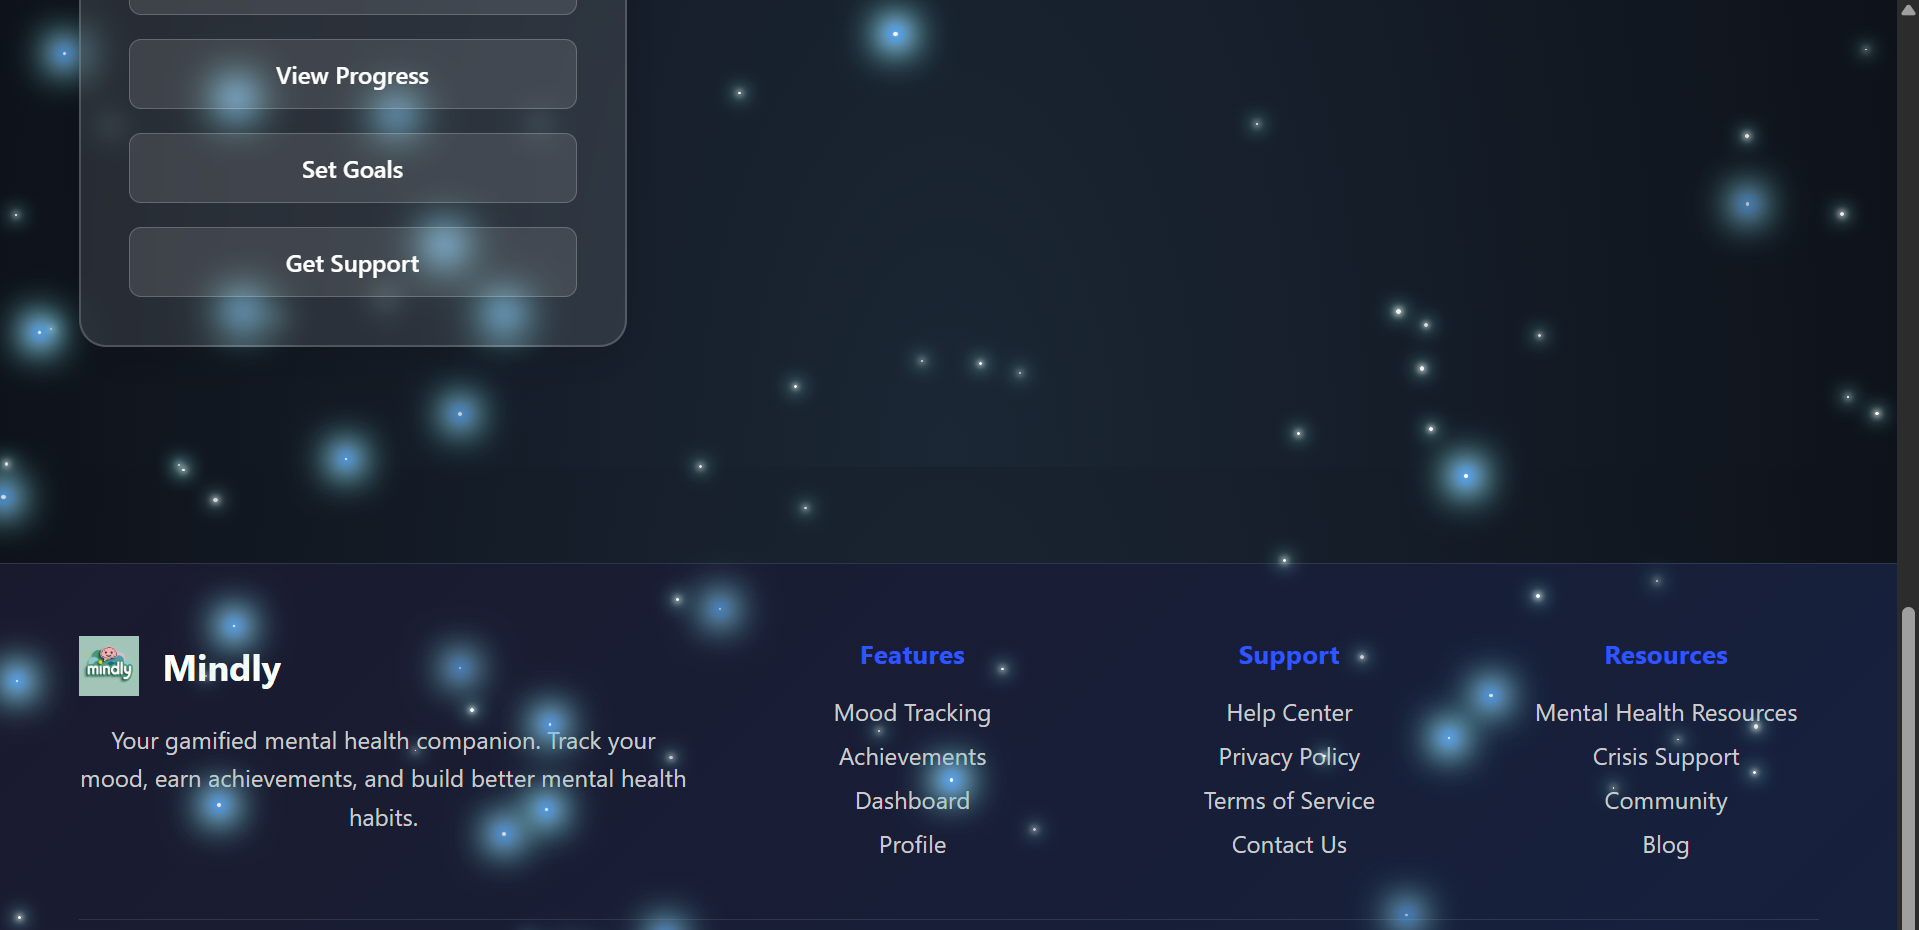 View Progress
Set Goals
Get Support
mindly
Mindly
Your gamified mental health companion. Track your
mood, earn achievements, and build better mental health
habits.
Features
Mood Tracking
Achievements
Dashboard
Profile
Support
Help Center
Privacy Policy
Terms of Service
Contact Us
Resources
Mental Health Resources
Crisis Support
Community
Blog